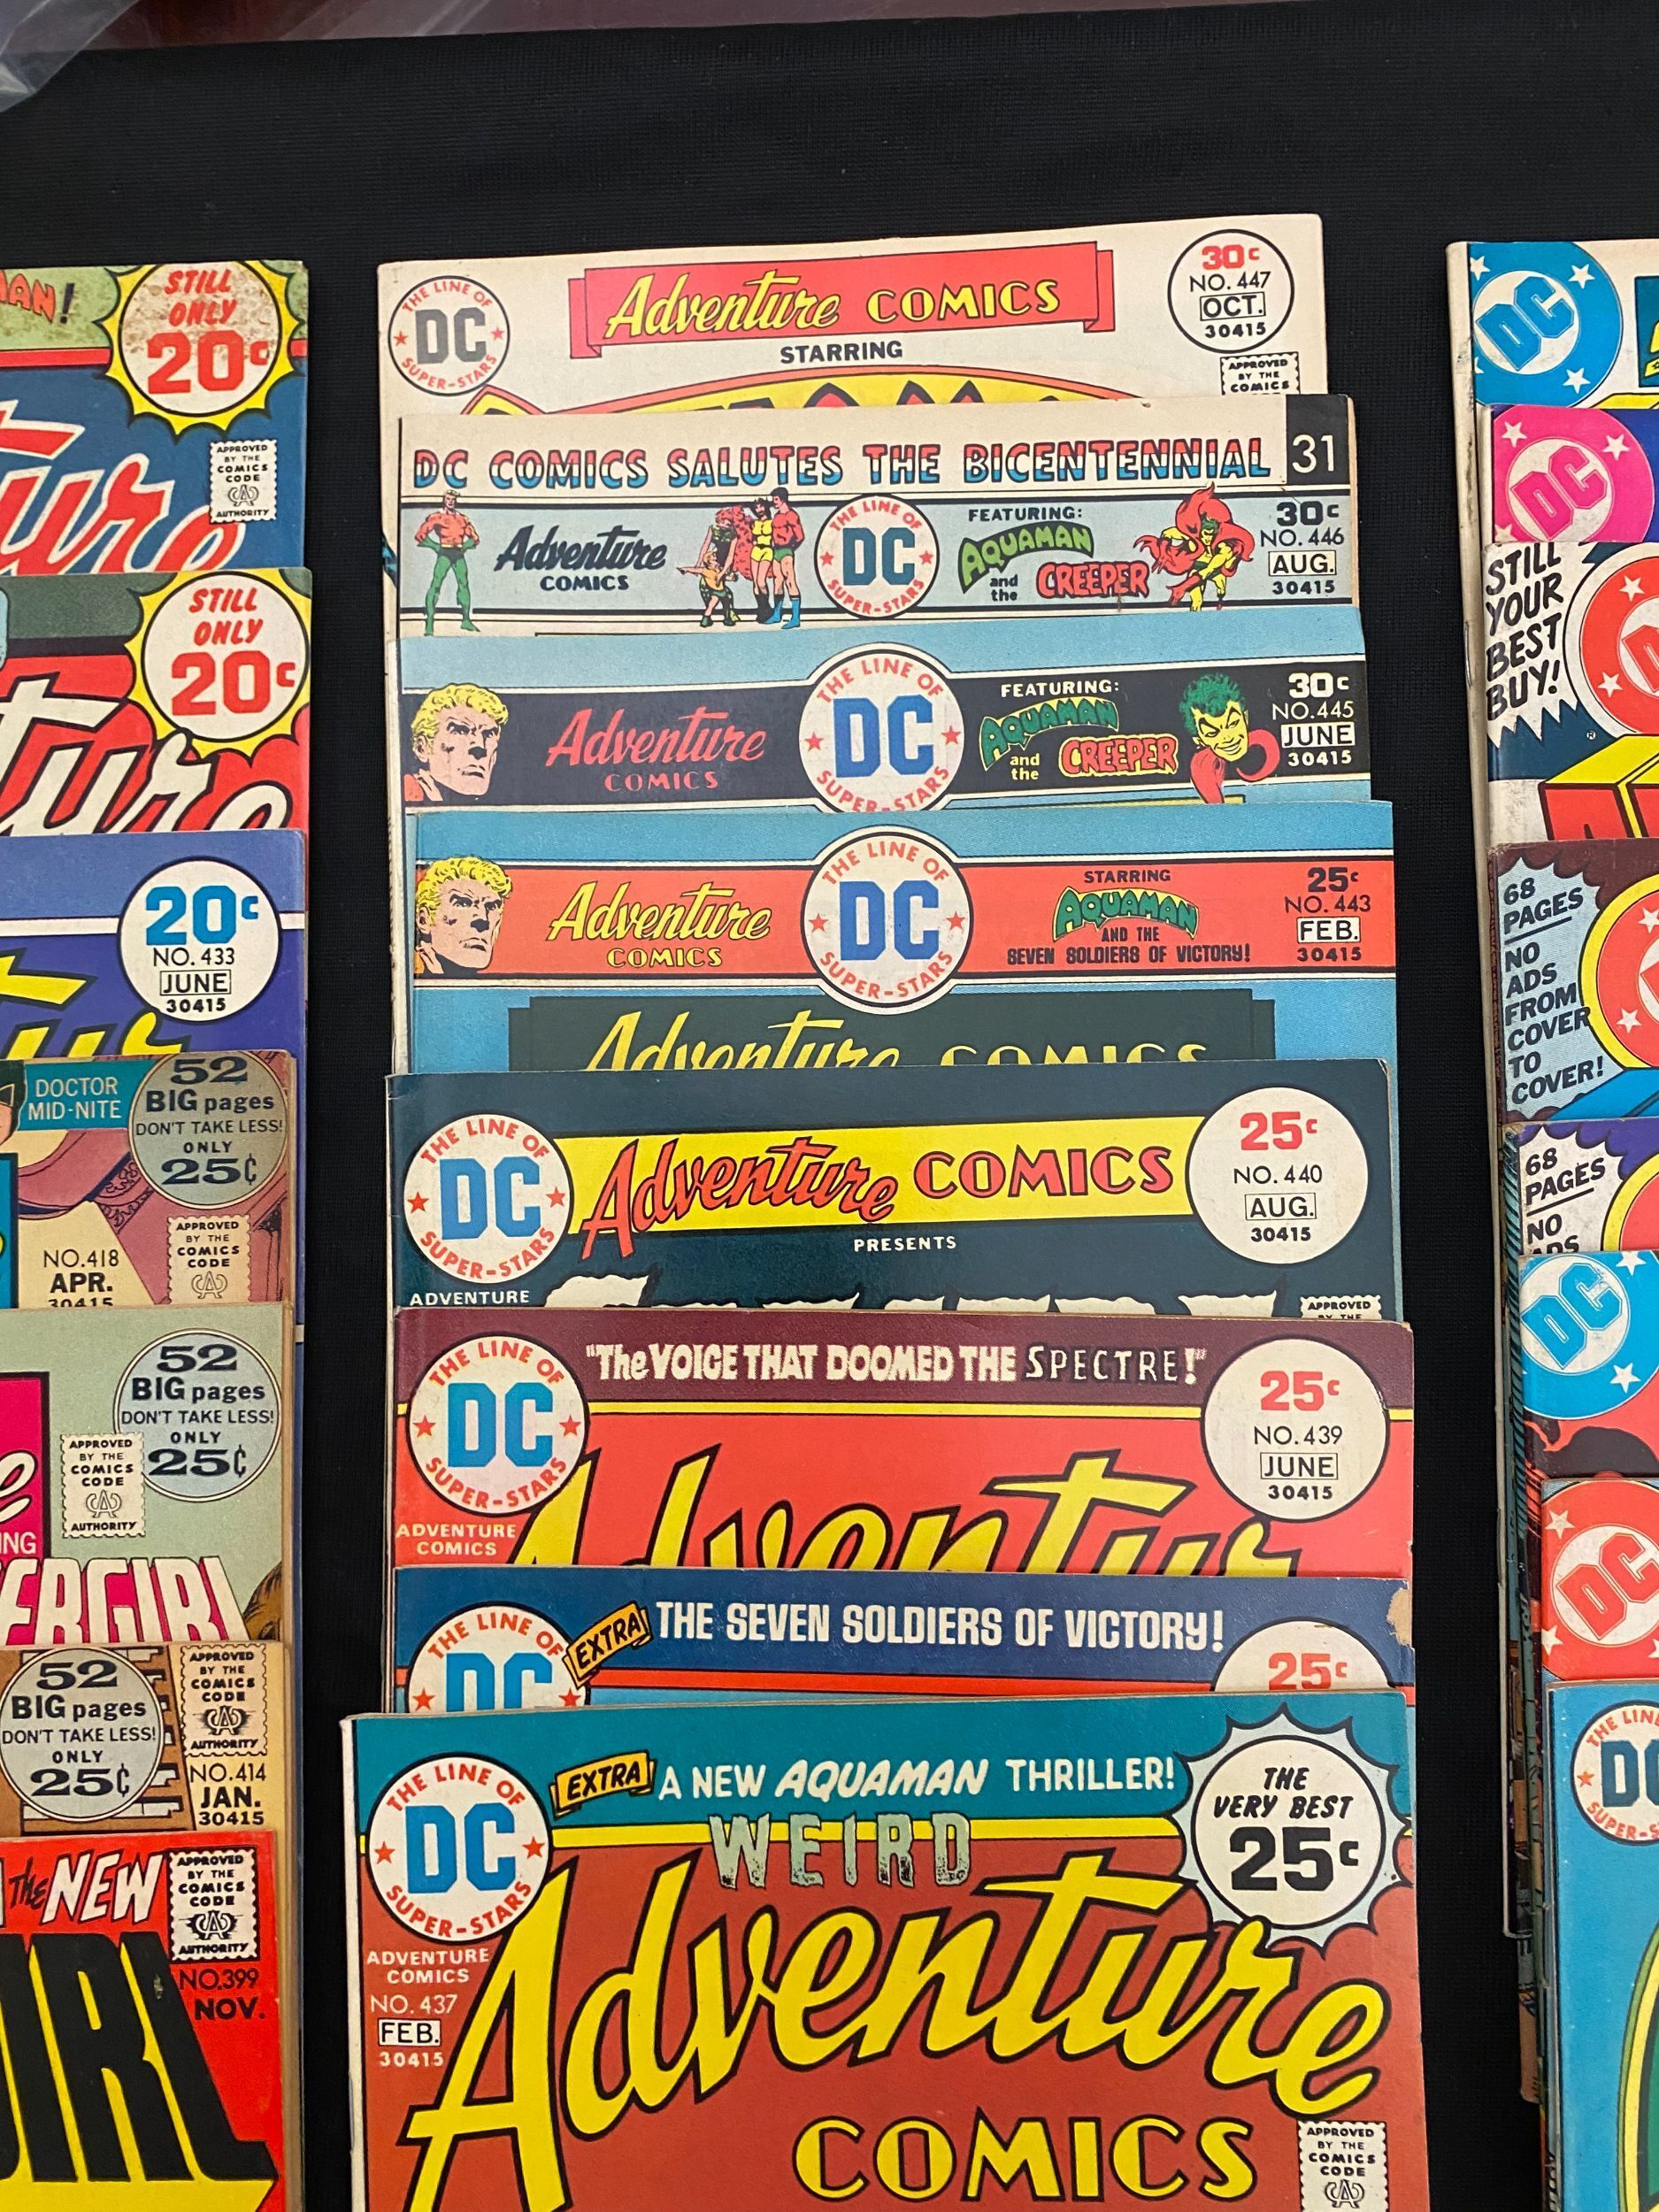 STILL
ONLY
20¢
APPROVED
BY THE
COMICS
CODE
AUTHORITY
STILL
ONLY
20¢
20¢
NO. 433
JUNE
30415
DOCTOR
MID-NITE
52
BIG pages
DON'T TAKE LESS!
ONLY
25¢
NO.418
APR.
30415
APPROVED
BY THE
COMICS
CODE
52
BIG pages
DON'T TAKE LESS!
ONLY
25¢
APPROVED
BY THE
COMICS
CODE
AUTHORITY
52
BIG pages
DON'T TAKE LESS!
ONLY
25¢
APPROVED
BY THE
COMICS
CODE
AUTHORITY
NO.414
JAN.
30415
THE NEW
APPROVED
BY THE
COMICS
CODE
AUTHORITY
NO.399
NOV.
THE LINE OF
DC
SUPER-STARS
Adventure COMICS
STARRING
30¢
NO. 447
OCT.
30415
APPROVED
BY THE
COMICS
DC COMICS SALUTES THE BICENTENNIAL 31
Adventure
COMICS
THE LINE OF
DC
SUPER-STARS
FEATURING:
AQUAMAN
and
the CREEPER
30¢
NO. 446
AUG.
30415
Adventure
COMICS
THE LINE OF
DC
SUPER-STARS
FEATURING:
AQUAMAN
and
the CREEPER
30¢
NO.445
JUNE
30415
Adventure
COMICS
THE LINE OF
DC
SUPER-STARS
STARRING
AQUAMAN
AND THE
SEVEN SOLDIERS OF VICTORY!
25¢
NO. 443
FEB.
30415
Adventure COMICS
THE LINE OF
DC
SUPER-STARS
Adventure COMICS
PRESENTS
25¢
NO. 440
AUG.
30415
ADVENTURE
APPROVED
THE LINE OF
DC
SUPER-STARS
"The VOICE THAT DOOMED THE SPECTRE!"
25¢
NO. 439
JUNE
30415
ADVENTURE
COMICS
THE LINE OF
DC
EXTRA THE SEVEN SOLDIERS OF VICTORY!
25¢
THE LINE OF
DC
SUPER-STARS
EXTRA A NEW AQUAMAN THRILLER!
THE
VERY BEST
25¢
WEIRD
Adventure
COMICS
ADVENTURE
COMICS
NO. 437
FEB.
30415
APPROVED
BY THE
COMICS
CODE
DC
DC
STILL
YOUR
BEST
BUY!
68
PAGES
NO
ADS
FROM
COVER
TO
COVER!
68
PAGES
NO
ADS
DC
DC
THE LINE
DC